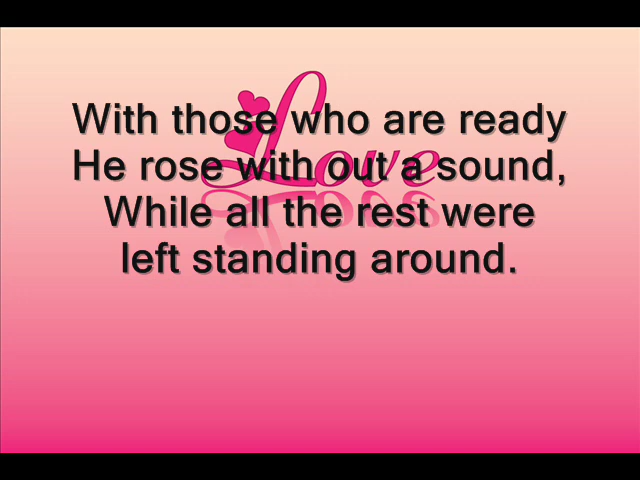 Love
With those who are ready
He rose with out a sound,
While all the rest were
left standing around.